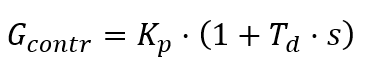 G_contr = K_p · (1 + T_d · s)